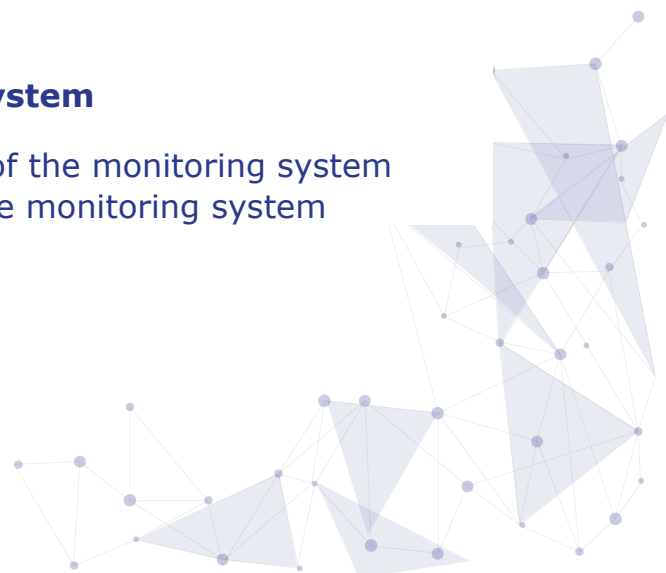 ystem
of the monitoring system
e monitoring system